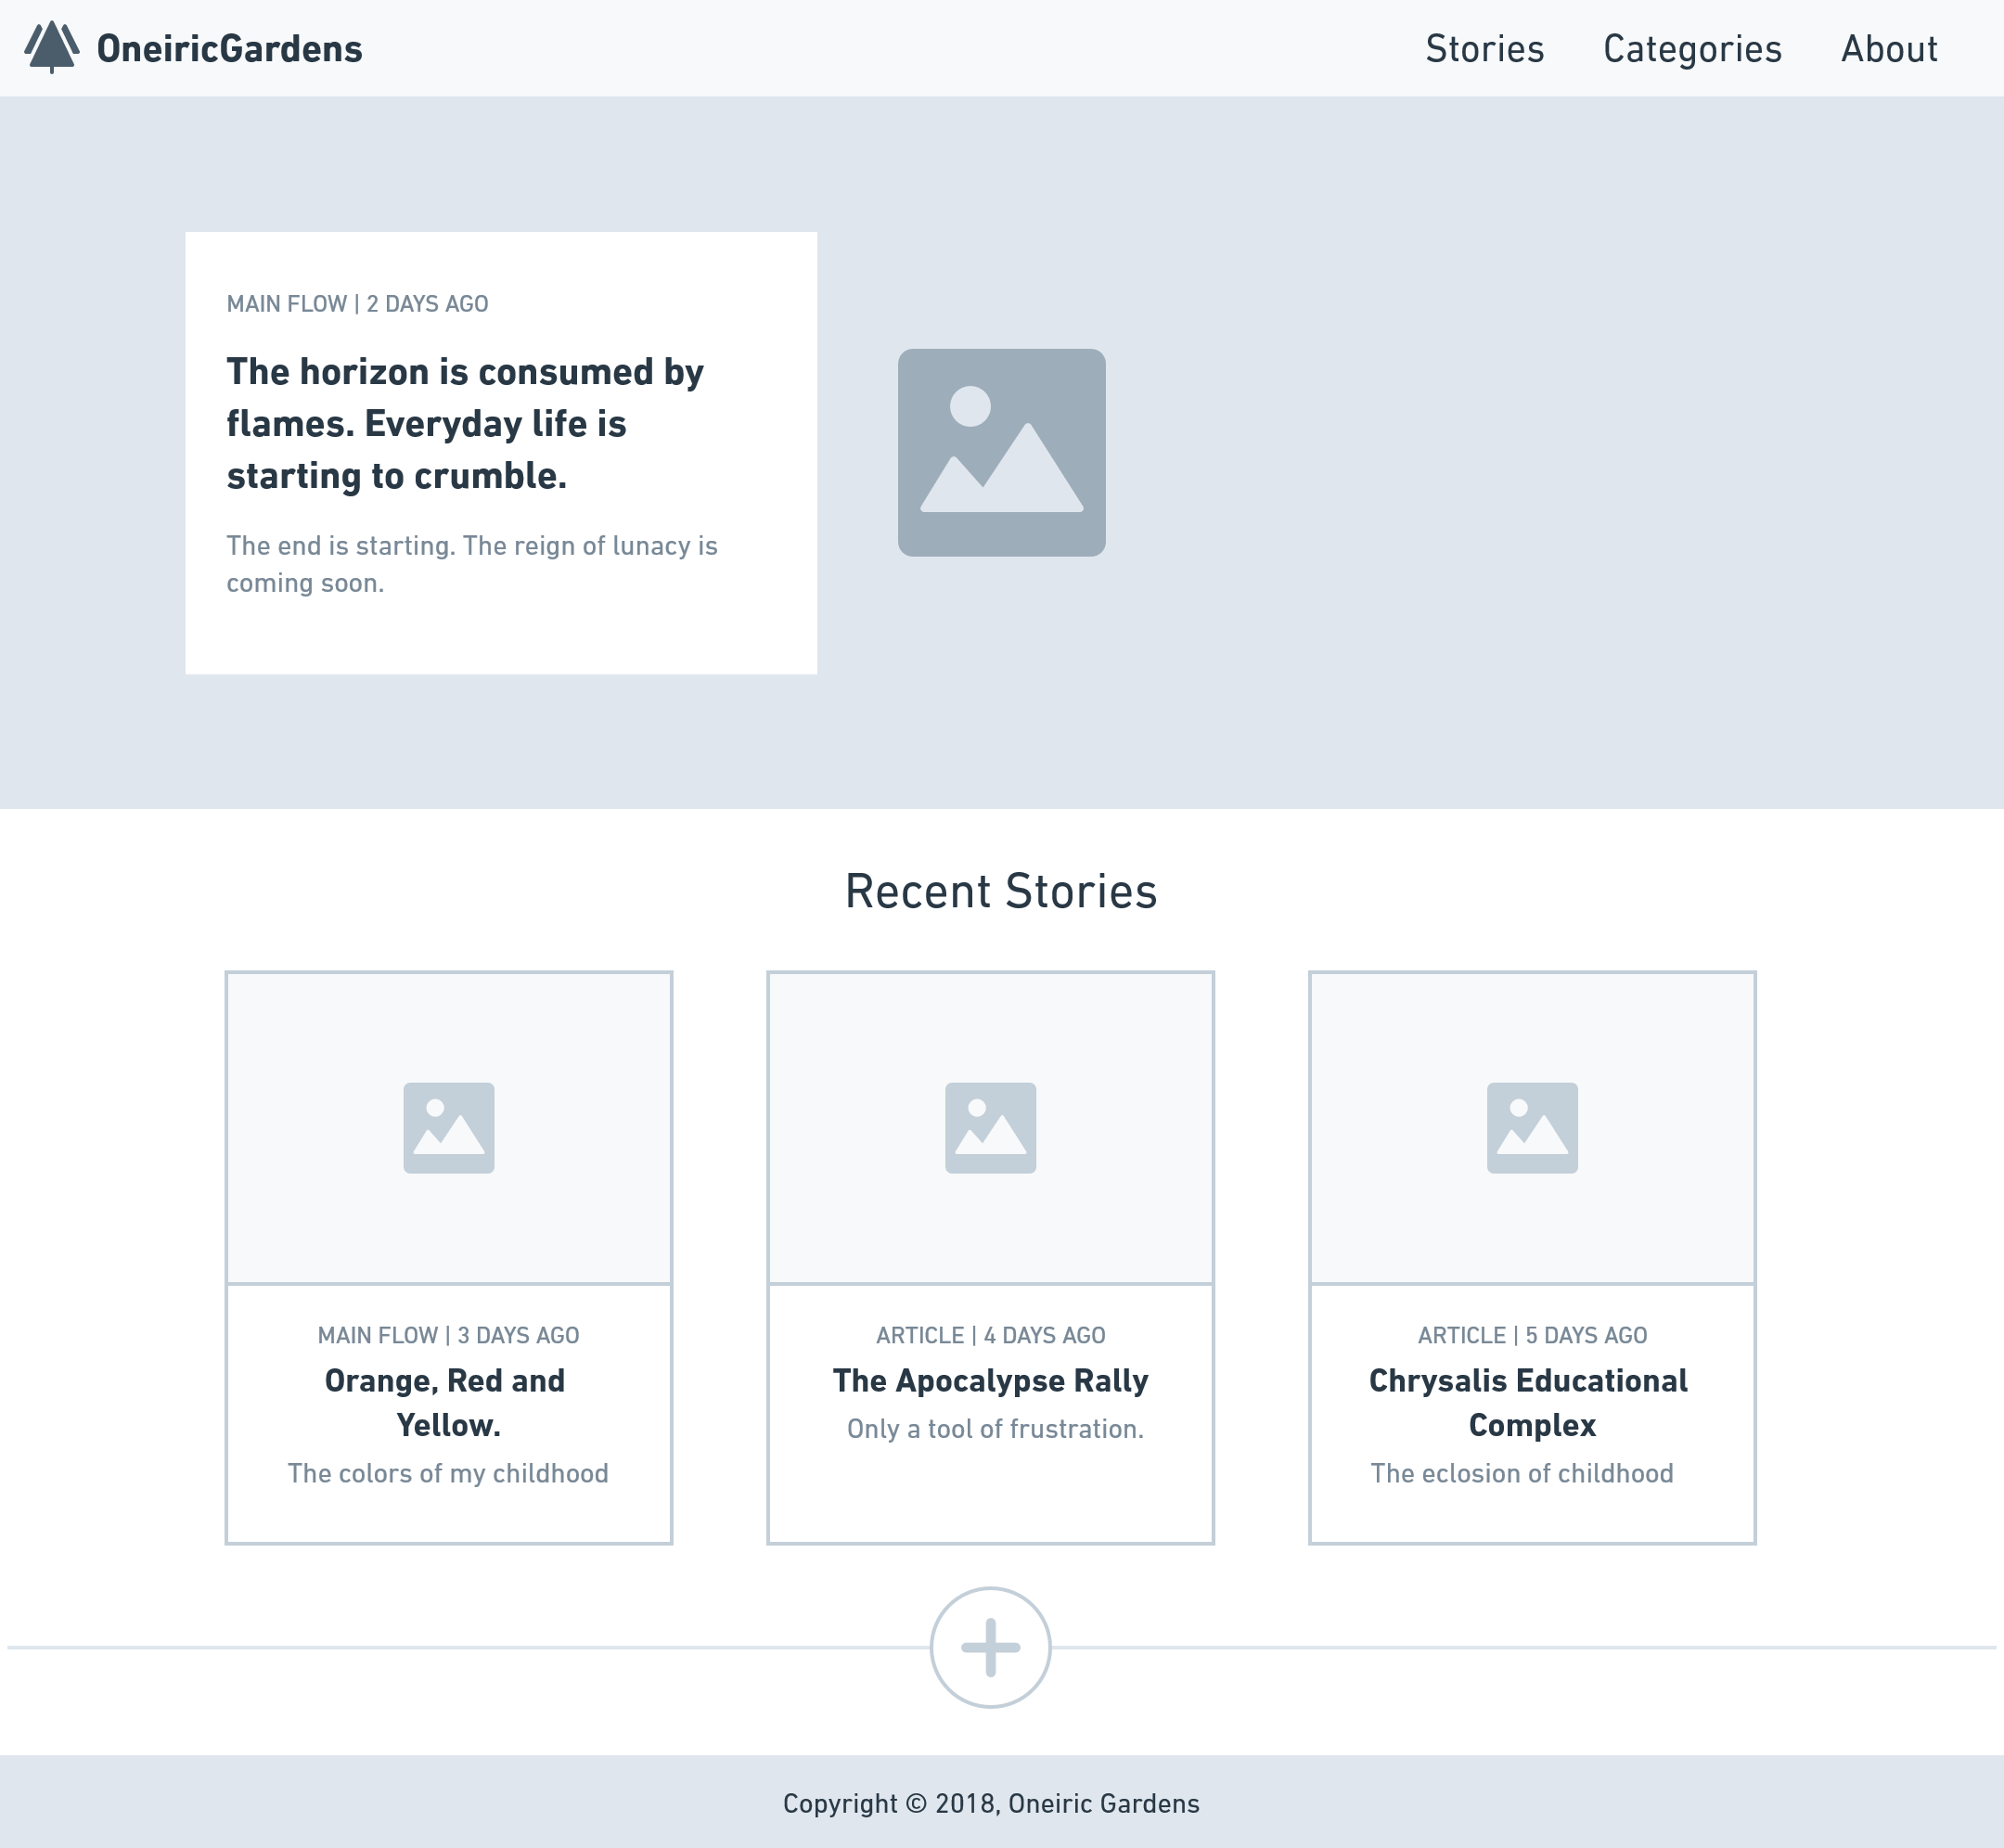 OneiricGardens
Stories Categories About
MAIN FLOW | 2 DAYS AGO
The horizon is consumed by
flames. Everyday life is
starting to crumble.
The end is starting. The reign of lunacy is
coming soon.
Recent Stories
MAIN FLOW | 3 DAYS AGO
Orange, Red and
Yellow.
The colors of my childhood
ARTICLE | 4 DAYS AGO
The Apocalypse Rally
Only a tool of frustration.
ARTICLE | 5 DAYS AGO
Chrysalis Educational
Complex
The eclosion of childhood
Copyright © 2018, Oneiric Gardens